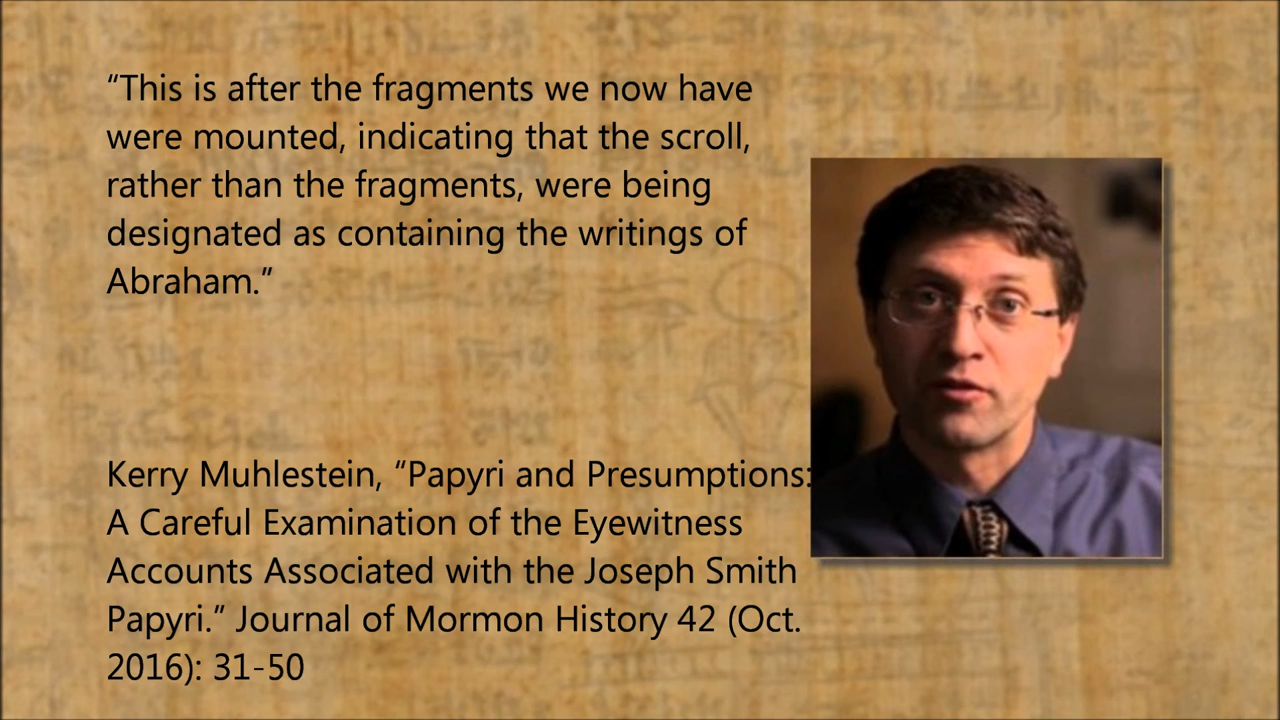 “This is after the fragments we now have
were mounted, indicating that the scroll,
rather than the fragments, were being
designated as containing the writings of
Abraham.”
Kerry Muhlestein, “Papyri and Presumptions:
A Careful Examination of the Eyewitness
Accounts Associated with the Joseph Smith
Papyri.” Journal of Mormon History 42 (Oct.
2016): 31-50